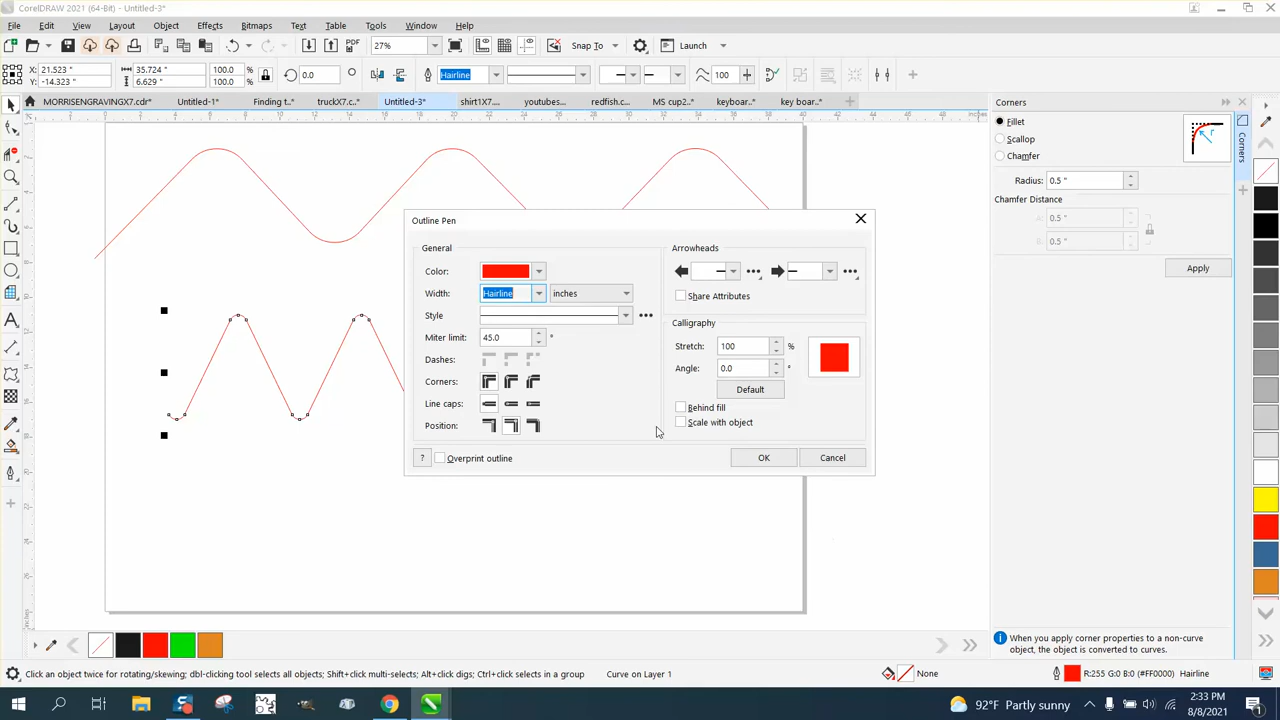 CorelDRAW 2021 (64-Bit) - Untitled-3*
File Edit View Layout Object Effects Bitmaps Text Table Tools Window Help
27% Snap To Launch
X: 21.523 "
Y: -14.323 "
35.724 "
6.629 "
100.0 %
100.0 %
0.0
Hairline
100
MORRISENGRAVINGX7.cdr* Untitled-1* Finding t...* truckX7.c...* Untitled-3* shirt1X7.... youtubes... redfish.c... MS cup2..* keyboar..* key boar...*
Corners
Fillet
Scallop
Chamfer
Radius: 0.5 "
Chamfer Distance
A: 0.5 "
B: 0.5 "
Apply
Corners
Outline Pen
General
Color:
Width: Hairline inches
Style
Miter limit: 45.0 °
Dashes:
Corners:
Line caps:
Position:
? Overprint outline
Arrowheads
Share Attributes
Calligraphy
Stretch: 100 %
Angle: 0.0 °
Default
Behind fill
Scale with object
OK Cancel
When you apply corner properties to a non-curve object, the object is converted to curves.
Click an object twice for rotating/skewing; dbl-clicking tool selects all objects; Shift+click multi-selects; Alt+click digs; Ctrl+click selects in a group
Curve on Layer 1
None
R:255 G:0 B:0 (#FF0000) Hairline
92°F Partly sunny
2:33 PM
8/8/2021